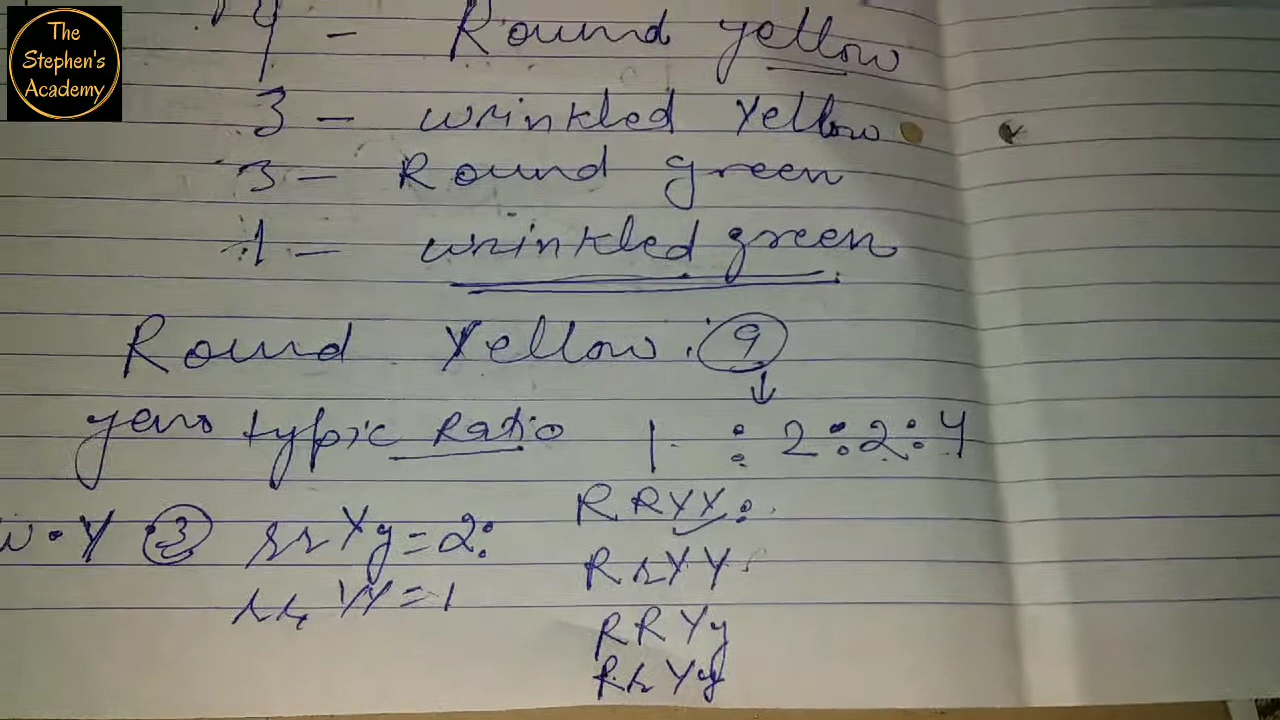 The
Stephen's
Academy
9 - Round yellow
3 - wrinkled Yellow
3 - Round green
1 - wrinkled green
Round Yellow. 9
genotypic Ratio 1 : 2 : 2 : 4
RRYY:
w.Y 3 rrYy = 2:
RrYY
rrYY = 1
RRYy
RrYy